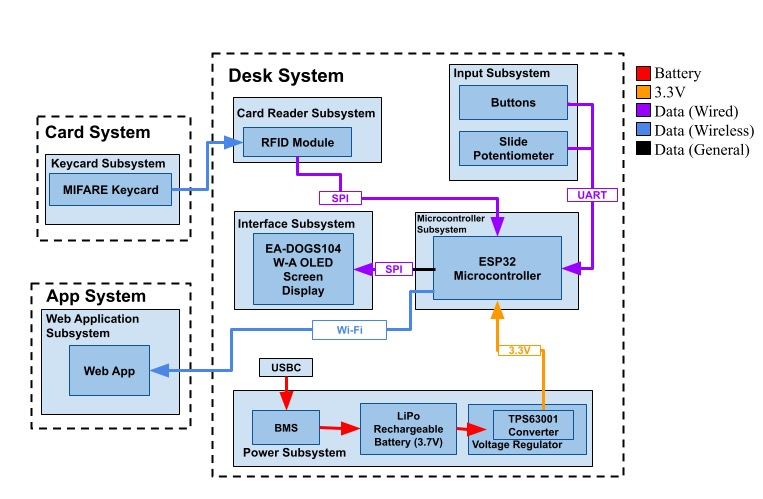 Desk System
Input Subsystem
Buttons
Slide
Potentiometer
Battery
3.3V
Data (Wired)
Data (Wireless)
Data (General)
Card Reader Subsystem
RFID Module
Card System
Keycard Subsystem
MIFARE Keycard
SPI
UART
Interface Subsystem
EA-DOGS104
W-A OLED
Screen
Display
SPI
Microcontroller
Subsystem
ESP32
Microcontroller
App System
Web Application
Subsystem
Web App
Wi-Fi
3.3V
USBC
BMS
LiPo
Rechargeable
Battery (3.7V)
TPS63001
Converter
Voltage Regulator
Power Subsystem